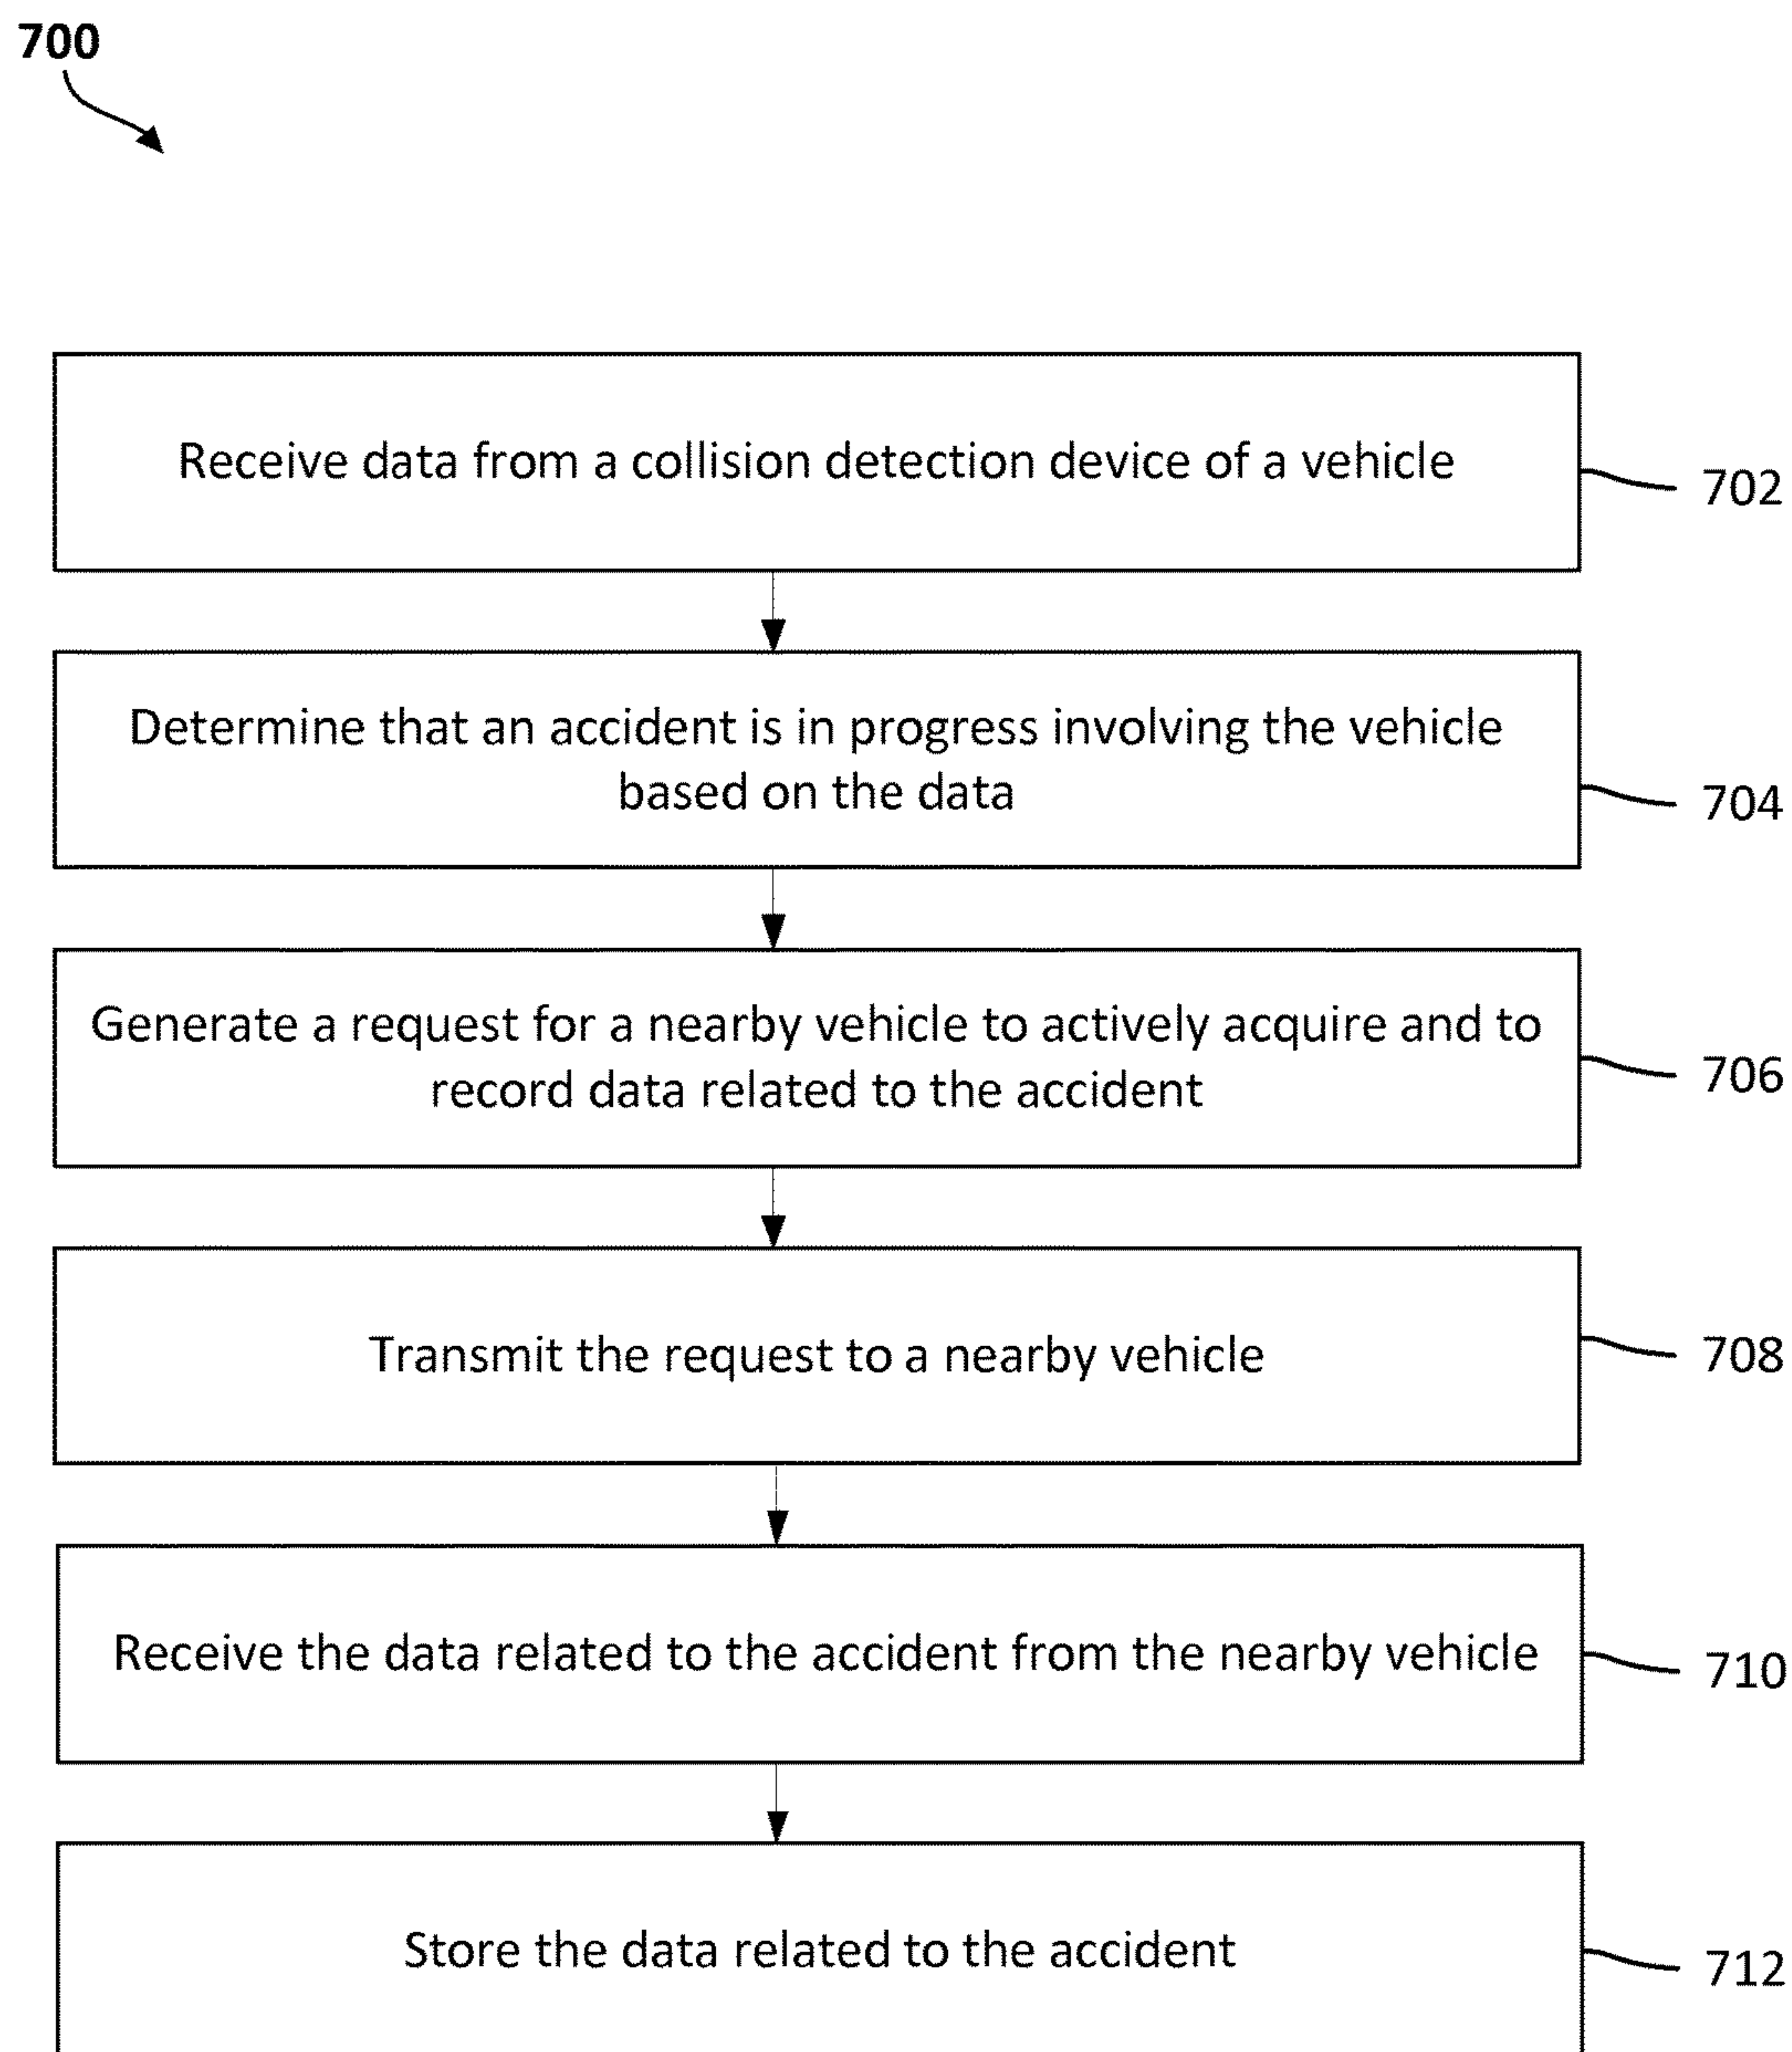 700
Receive data from a collision detection device of a vehicle
702
Determine that an accident is in progress involving the vehicle
based on the data
704
Generate a request for a nearby vehicle to actively acquire and to
record data related to the accident
706
Transmit the request to a nearby vehicle
708
Receive the data related to the accident from the nearby vehicle
710
Store the data related to the accident
712